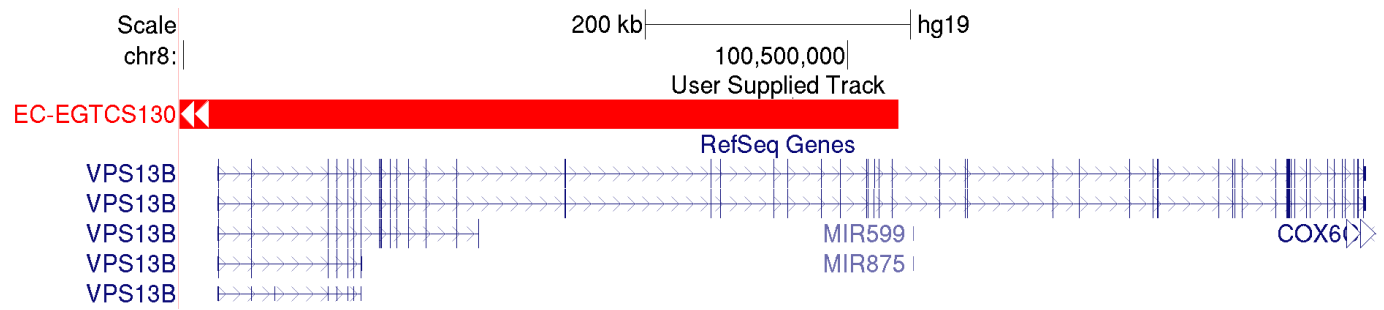 Scale 200 kb hg19
chr8: 100,500,000
User Supplied Track
EC-EGTCS130
RefSeq Genes
VPS13B
VPS13B
VPS13B MIR599 COX6C
VPS13B MIR875
VPS13B